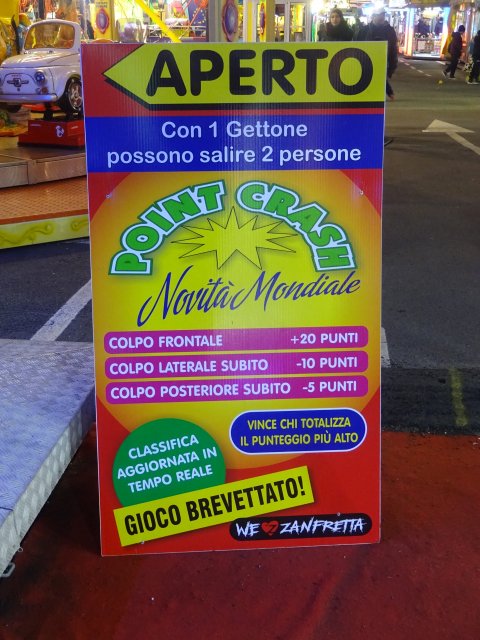 APERTO
Con 1 Gettone
possono salire 2 persone
POINT CRASH
Novità Mondiale
COLPO FRONTALE +20 PUNTI
COLPO LATERALE SUBITO -10 PUNTI
COLPO POSTERIORE SUBITO -5 PUNTI
VINCE CHI TOTALIZZA
IL PUNTEGGIO PIÙ ALTO
CLASSIFICA
AGGIORNATA IN
TEMPO REALE
GIOCO BREVETTATO!
WE ZANFRETTA